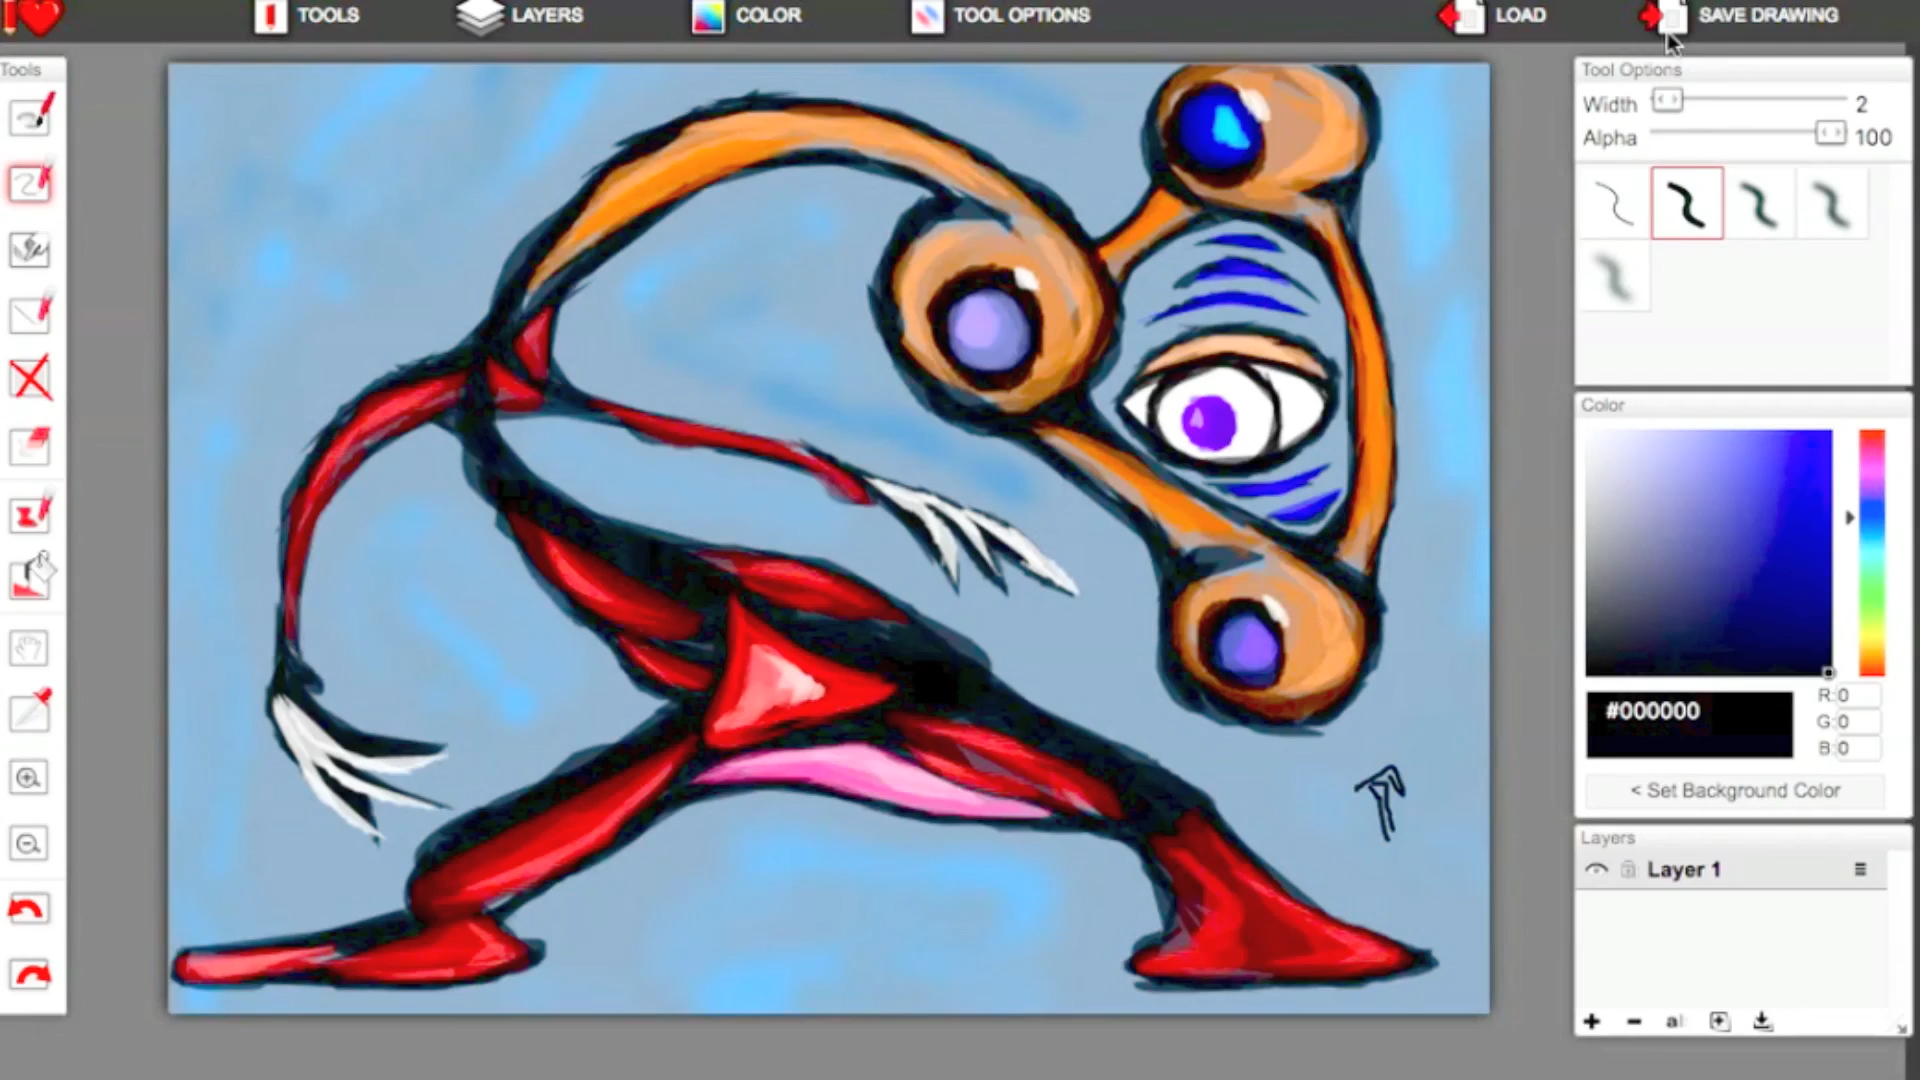 TOOLS
LAYERS
COLOR
TOOL OPTIONS
LOAD
SAVE DRAWING
Tools
Tool Options
Width 2
Alpha 100
Color
#000000
R:0
G:0
B:0
< Set Background Color
Layers
Layer 1